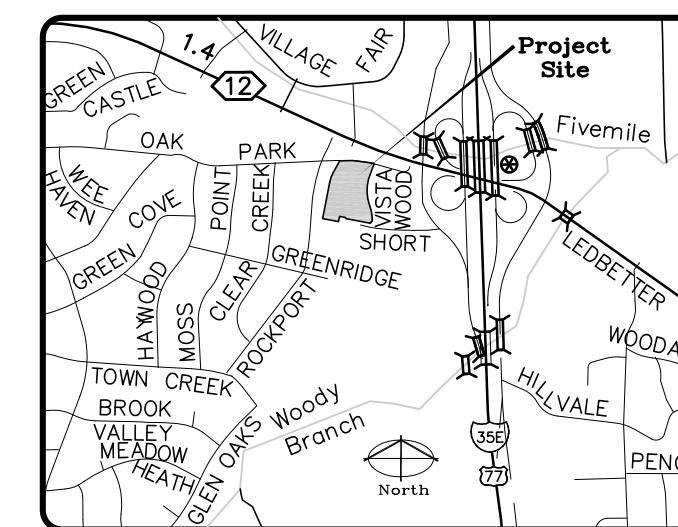 1.4
VILLAGE
FAIR
Project
Site
GREEN
CASTLE
12
Fivemile
OAK
PARK
WEE
HAVEN
COVE
POINT
CREEK
VISTA
WOOD
SHORT
GREEN
GREENRIDGE
LEDBETTER
HAYWOOD
MOSS
CLEAR
ROCKPORT
WOODA
TOWN CREEK
HILLVALE
BROOK
VALLEY
MEADOW
HEATH
GLEN OAKS
Woody
Branch
35E
77
PENG
North